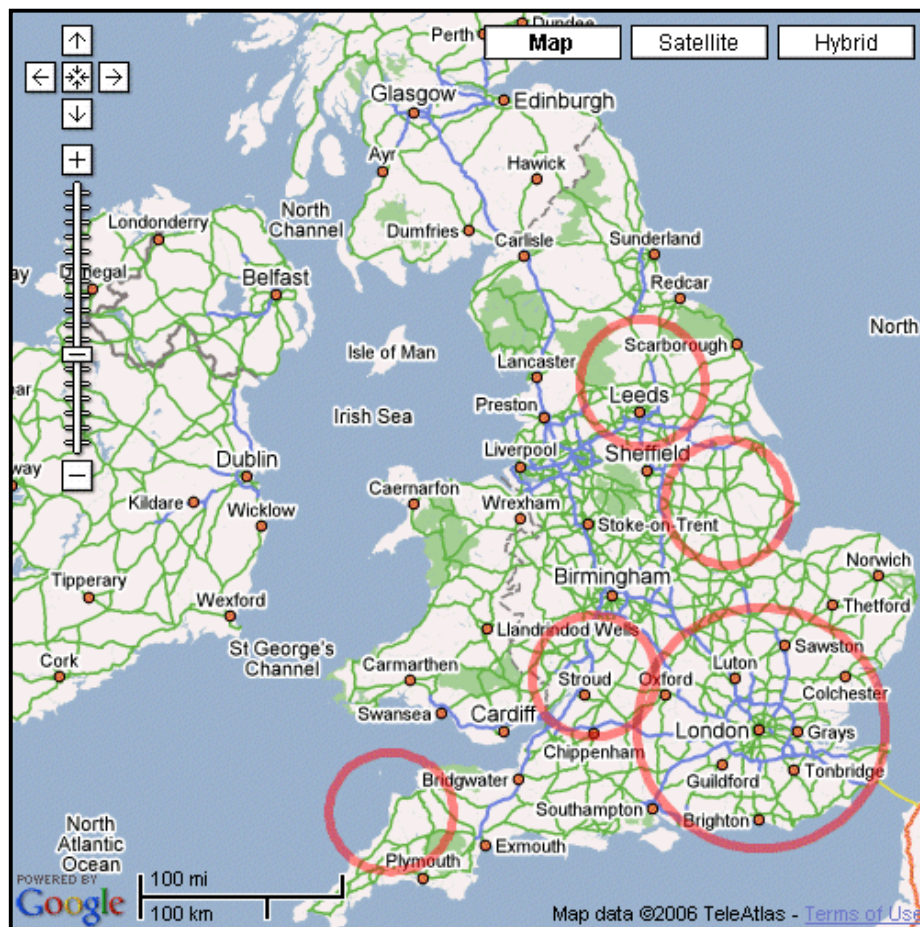 Dundee
Perth
Map
Satellite
Hybrid
Glasgow
Edinburgh
Ayr
Hawick
North
Channel
Londonderry
Dumfries
Carlisle
Sunderland
ay
Donegal
Belfast
Redcar
North
Isle of Man
Scarborough
Lancaster
Leeds
Preston
Irish Sea
Liverpool
Sheffield
way
Dublin
Caernarfon
Kildare
Wicklow
Wrexham
Stoke-on-Trent
Norwich
Tipperary
Birmingham
Wexford
Thetford
Llandrindod Wells
St George's
Channel
Sawston
Cork
Carmarthen
Stroud
Oxford
Luton
Colchester
Swansea
Cardiff
London
Grays
Chippenham
Bridgwater
Guildford
Tonbridge
Southampton
Brighton
North
Atlantic
Ocean
Exmouth
Plymouth
POWERED BY
Google
100 mi
100 km
Map data ©2006 TeleAtlas - Terms of Use